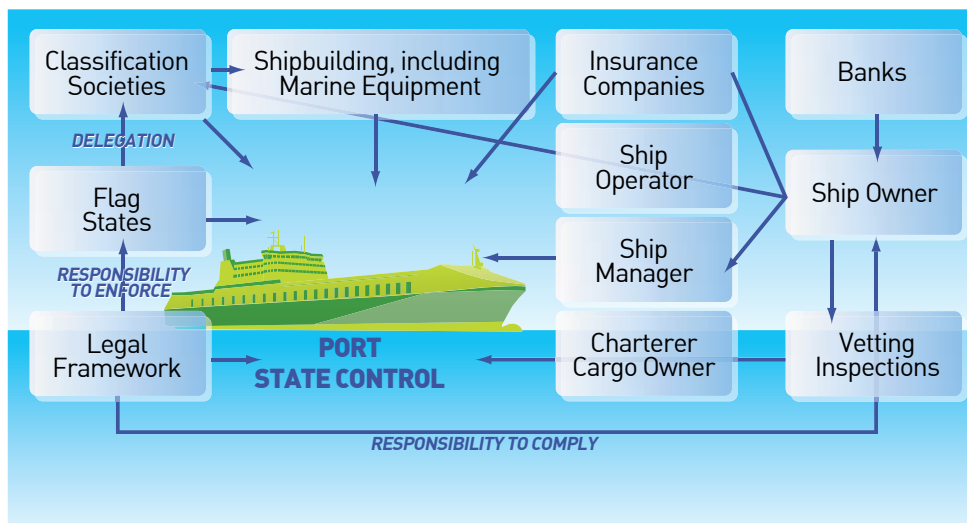 Classification
Societies
Shipbuilding, including
Marine Equipment
Insurance
Companies
Banks
DELEGATION
Ship
Operator
Flag
States
Ship Owner
Ship
Manager
RESPONSIBILITY
TO ENFORCE
Legal
Framework
PORT
STATE CONTROL
Charterer
Cargo Owner
Vetting
Inspections
RESPONSIBILITY TO COMPLY